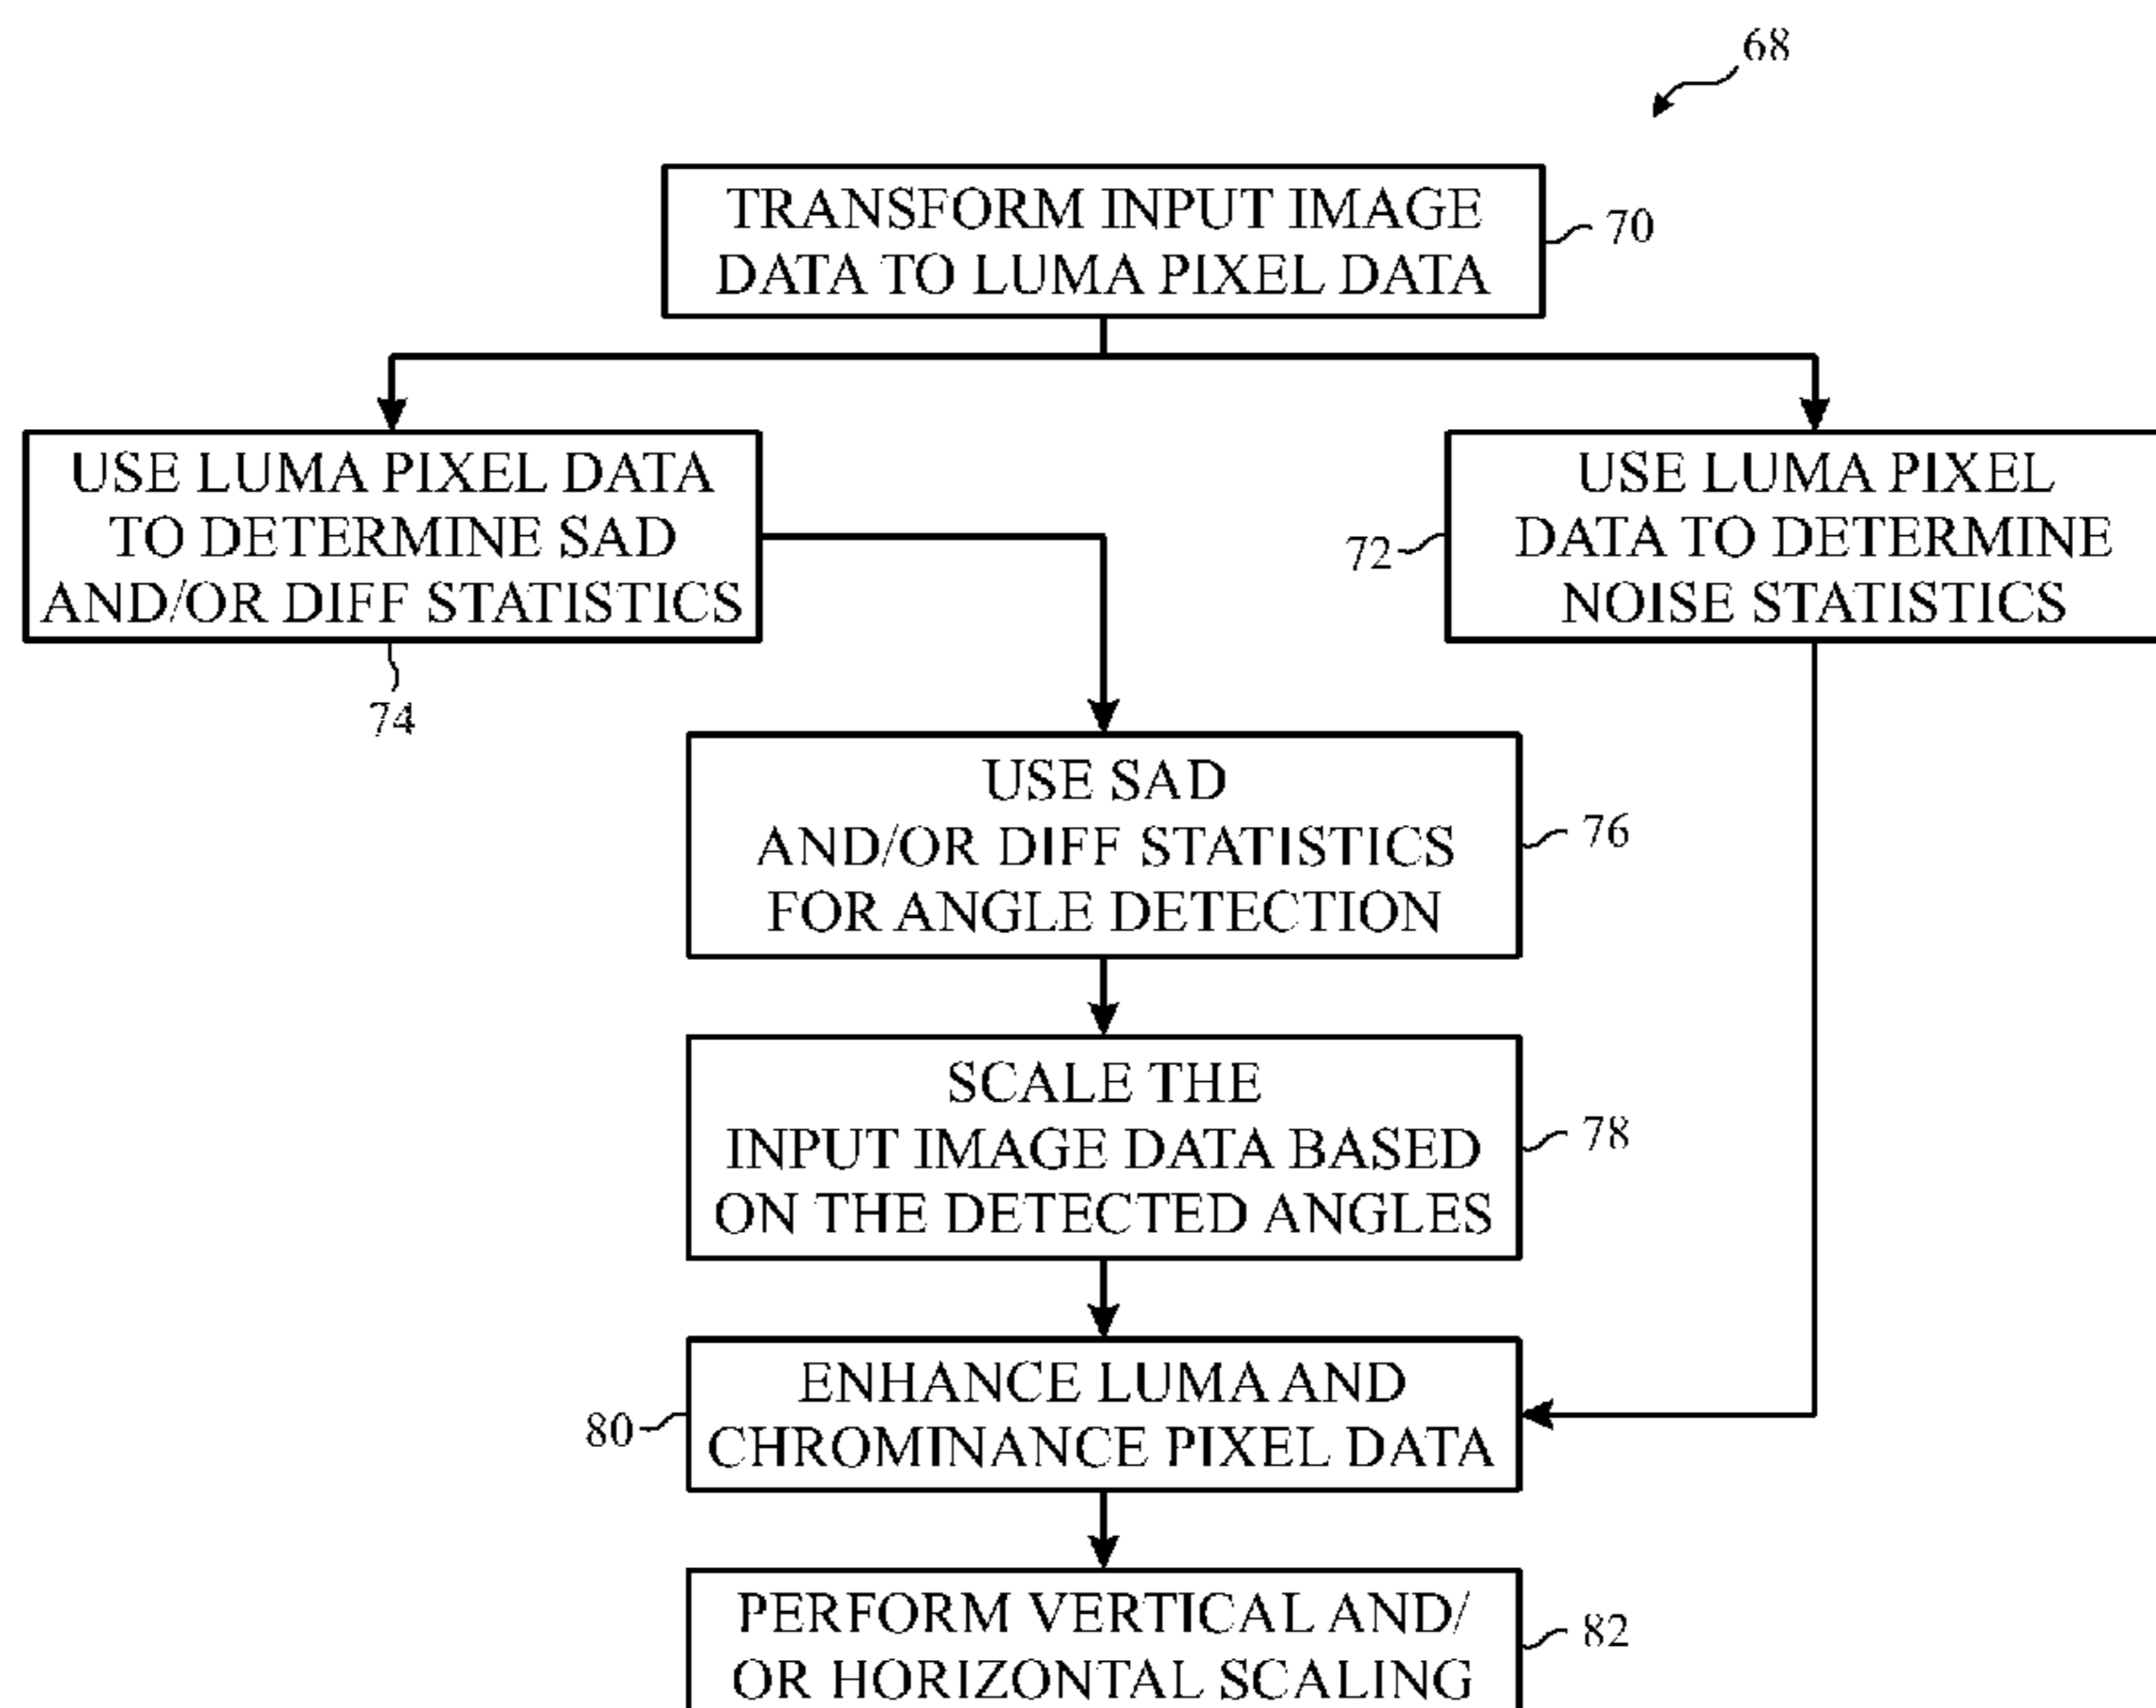 68
TRANSFORM INPUT IMAGE
DATA TO LUMA PIXEL DATA
70
USE LUMA PIXEL DATA
TO DETERMINE SAD
AND/OR DIFF STATISTICS
74
USE LUMA PIXEL
DATA TO DETERMINE
NOISE STATISTICS
72
USE SAD
AND/OR DIFF STATISTICS
FOR ANGLE DETECTION
76
SCALE THE
INPUT IMAGE DATA BASED
ON THE DETECTED ANGLES
78
ENHANCE LUMA AND
CHROMINANCE PIXEL DATA
80
PERFORM VERTICAL AND/
OR HORIZONTAL SCALING
82